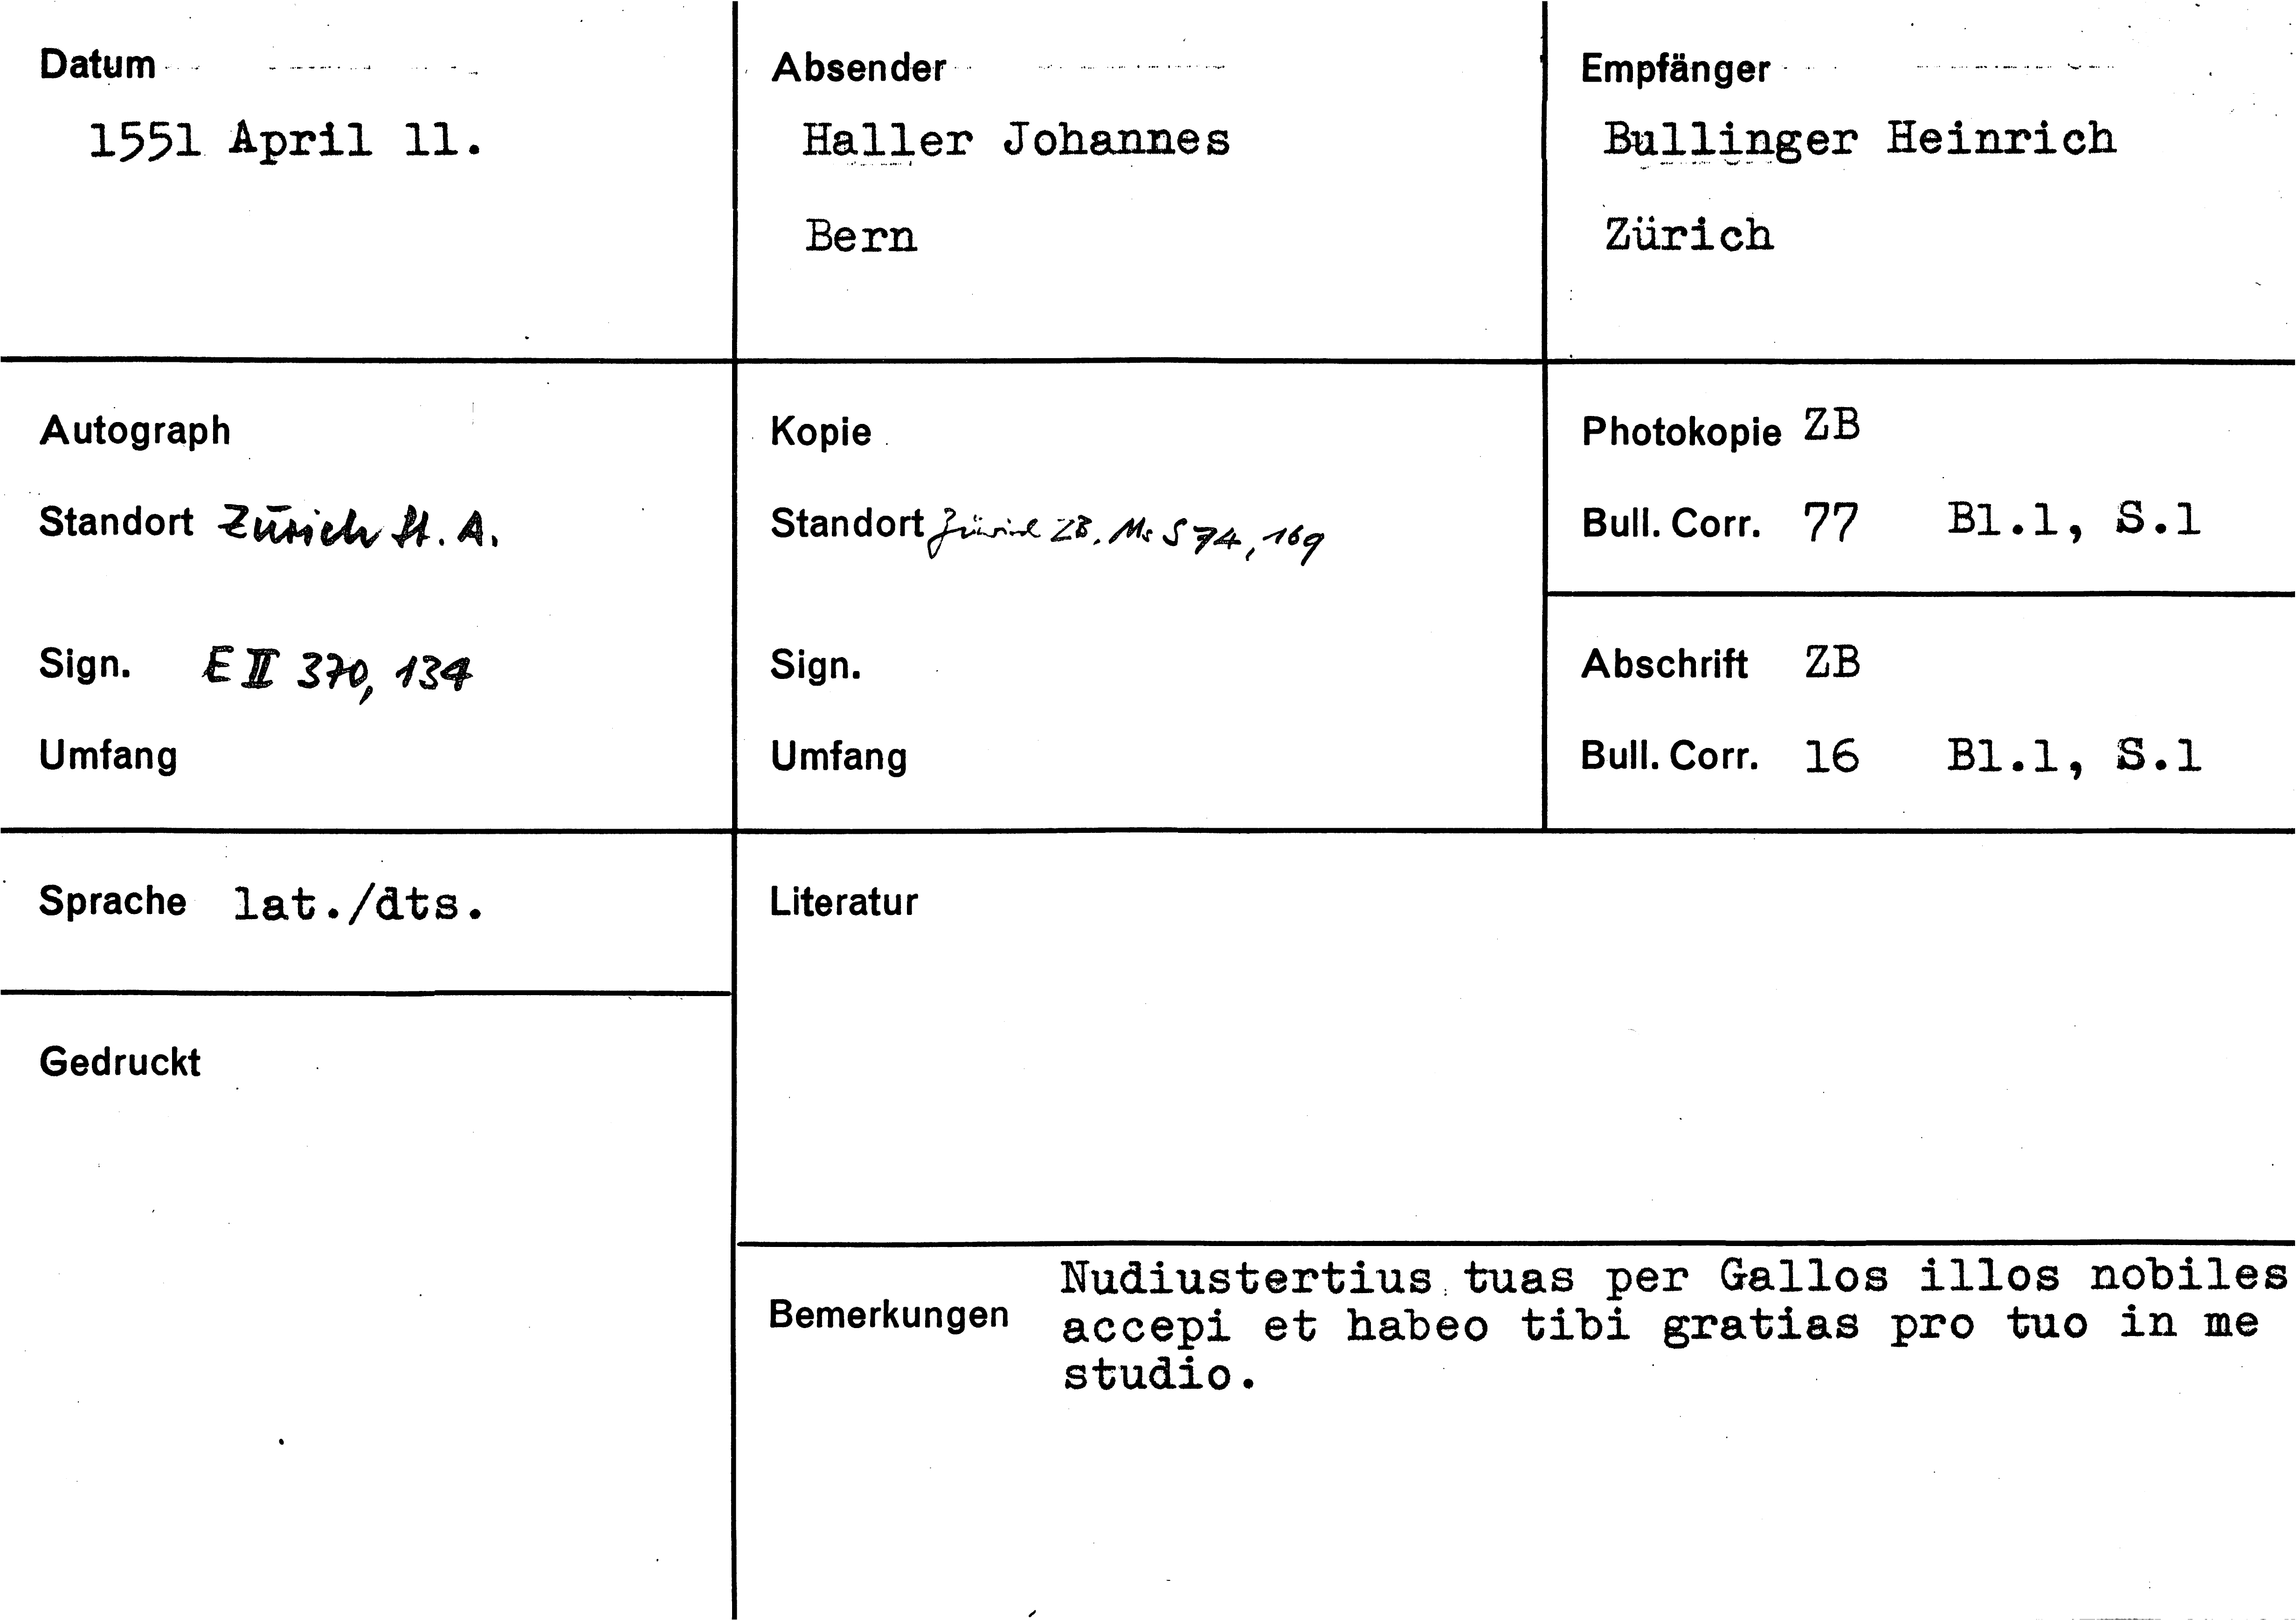 Datum
1551 April 11.
Absender
Haller Johannes
Bern
Empfänger
Bullinger Heinrich
Zürich
Autograph
Standort Zürich St. A.
Sign. E II 370, 134
Umfang
Kopie
Standort Zürich ZB. Ms S 74, 169
Sign.
Umfang
Photokopie ZB
Bull. Corr. 77 Bl.1, S.1
Abschrift ZB
Bull. Corr. 16 Bl.1, S.1
Sprache lat./dts.
Gedruckt
Literatur
Bemerkungen
Nudiustertius tuas per Gallos illos nobiles
accepi et habeo tibi gratias pro tuo in me
studio.